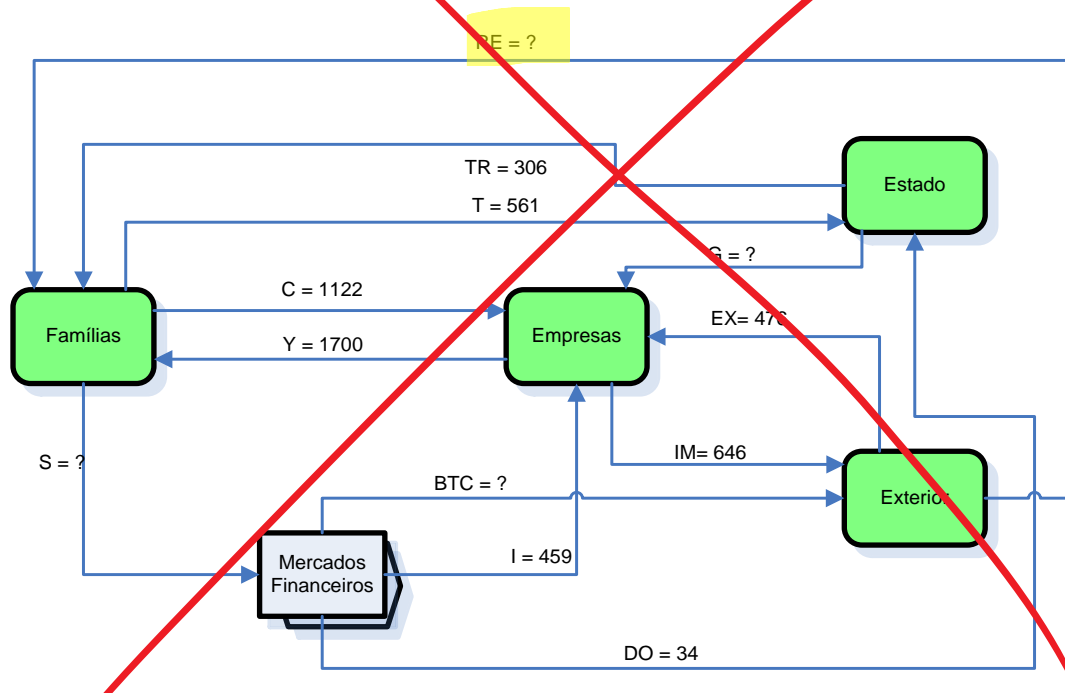 RE = ?
TR = 306
Estado
T = 561
G = ?
C = 1122
EX= 476
Famílias
Empresas
Y = 1700
S = ?
IM= 646
BTC = ?
Exterior
Mercados
Financeiros
I = 459
DO = 34